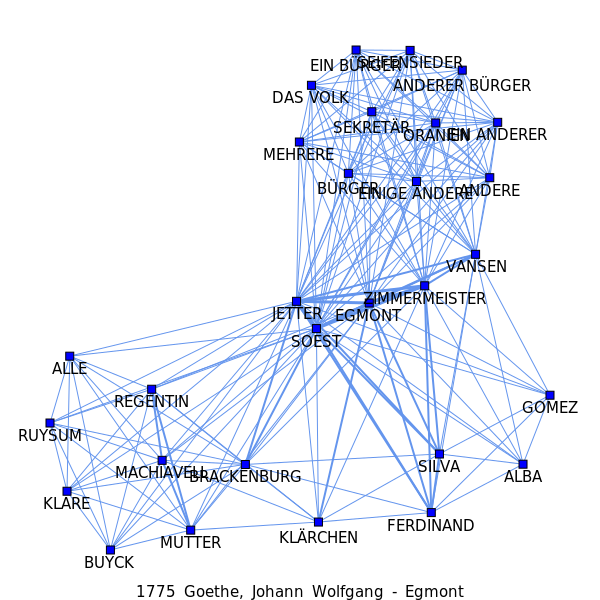 EIN BÜRGER
SEIFENSIEDER
ANDERER BÜRGER
DAS VOLK
SEKRETÄR
ORANIEN
EIN ANDERER
MEHRERE
BÜRGER
EINIGE ANDERE
ANDERE
VANSEN
ZIMMERMEISTER
JETTER
EGMONT
SOEST
ALLE
REGENTIN
GOMEZ
RUYSUM
MACHIAVELL
BRACKENBURG
SILVA
ALBA
KLARE
FERDINAND
KLÄRCHEN
MUTTER
BUYCK
1775 Goethe, Johann Wolfgang - Egmont